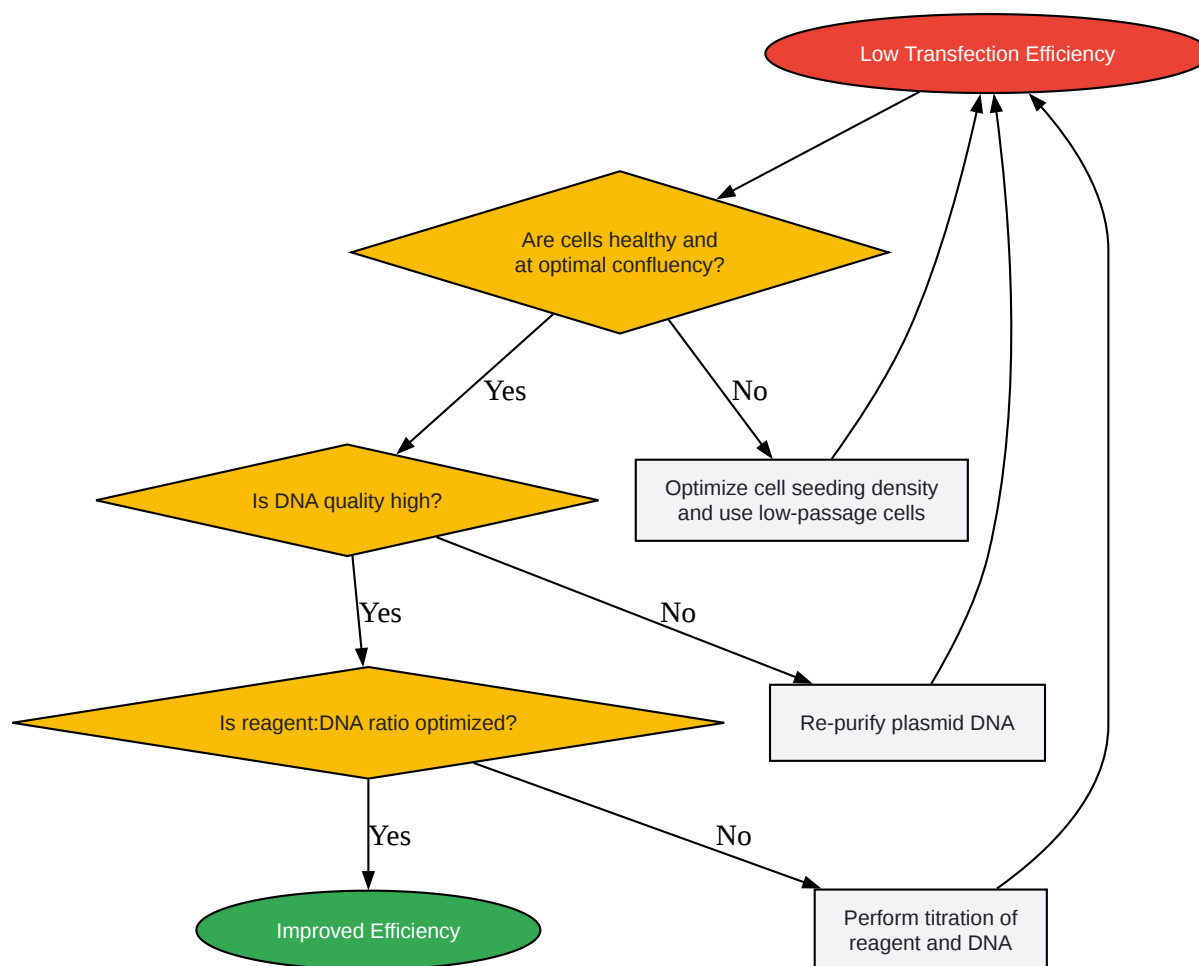 Low Transfection Efficiency
Are cells healthy and
at optimal confluency?
Yes
No
Is DNA quality high?
Optimize cell seeding density
and use low-passage cells
Yes
No
Is reagent:DNA ratio optimized?
Re-purify plasmid DNA
Yes
No
Improved Efficiency
Perform titration of
reagent and DNA